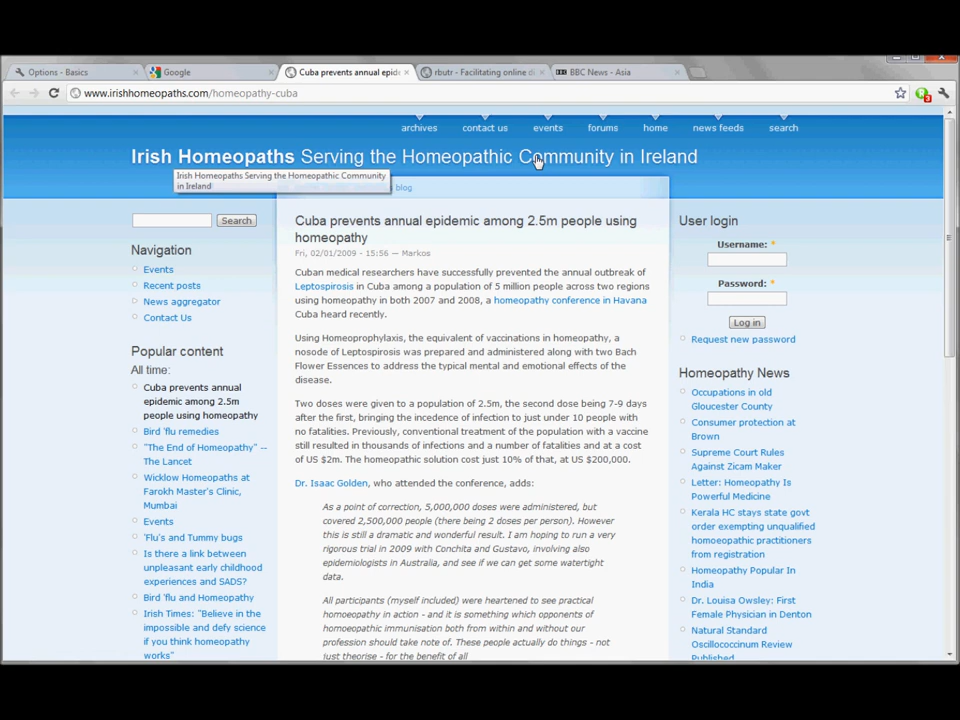 Options - Basics
Google
Cuba prevents annual epid
rbutr - Facilitating online di
BBC News - Asia
www.irishhomeopaths.com/homeopathy-cuba
3
archives
contact us
events
forums
home
news feeds
search
Irish Homeopaths Serving the Homeopathic Community in Ireland
Irish Homeopaths Serving the Homeopathic Community
in Ireland
blog
Search
Navigation
Events
Recent posts
News aggregator
Contact Us
Popular content
All time:
Cuba prevents annual
epidemic among 2.5m
people using homeopathy
Bird 'flu remedies
"The End of Homeopathy" --
The Lancet
Wicklow Homeopaths at
Farokh Master's Clinic,
Mumbai
Events
'Flu's and Tummy bugs
Is there a link between
unpleasant early childhood
experiences and SADS?
Bird 'flu and Homeopathy
Irish Times: "Believe in the
impossible and defy science
if you think homeopathy
works"
Cuba prevents annual epidemic among 2.5m people using
homeopathy
Fri, 02/01/2009 - 15:56 — Markos
Cuban medical researchers have successfully prevented the annual outbreak of
Leptospirosis in Cuba among a population of 5 million people across two regions
using homeopathy in both 2007 and 2008, a homeopathy conference in Havana
Cuba heard recently.
Using Homeoprophylaxis, the equivalent of vaccinations in homeopathy, a
nosode of Leptospirosis was prepared and administered along with two Bach
Flower Essences to address the typical mental and emotional effects of the
disease.
Two doses were given to a population of 2.5m, the second dose being 7-9 days
after the first, bringing the incedence of infection to just under 10 people with
no fatalities. Previously, conventional treatment of the population with a vaccine
still resulted in thousands of infections and a number of fatalities and at a cost
of US $2m. The homeopathic solution cost just 10% of that, at US $200,000.
Dr. Isaac Golden, who attended the conference, adds:
As a point of correction, 5,000,000 doses were administered, but
covered 2,500,000 people (there being 2 doses per person). However
this is still a dramatic and wonderful result. I am hoping to run a very
rigorous trial in 2009 with Conchita and Gustavo, involving also
epidemiologists in Australia, and see if we can get some watertight
data.
All participants (myself included) were heartened to see practical
homeopathy in action - and it is something which opponents of
homeopathic immunisation both from within and without our
profession should take note of. These people actually do things - not
just theorise - for the benefit of all
User login
Username: *
Password: *
Log in
Request new password
Homeopathy News
Occupations in old
Gloucester County
Consumer protection at
Brown
Supreme Court Rules
Against Zicam Maker
Letter: Homeopathy Is
Powerful Medicine
Kerala HC stays state govt
order exempting unqualified
homoeopathic practitioners
from registration
Homeopathy Popular In
India
Dr. Louisa Owsley: First
Female Physician in Denton
Natural Standard
Oscillococcinum Review
Published